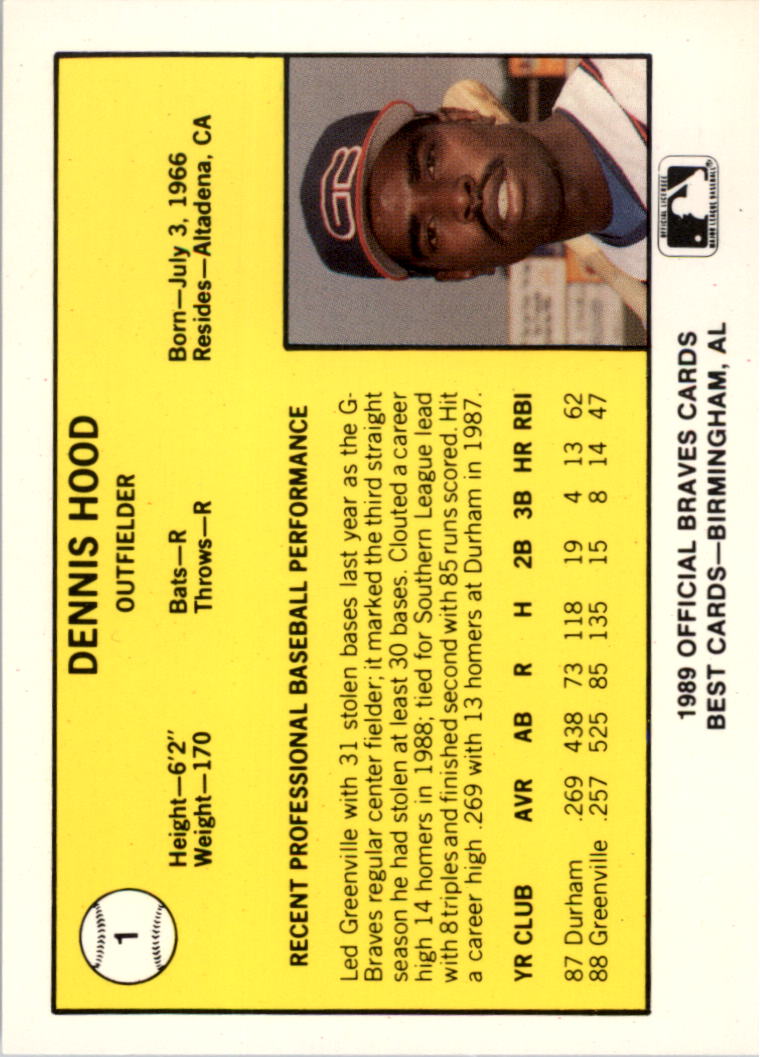 1
DENNIS HOOD
OUTFIELDER
Height—6'2" Bats—R Born—July 3, 1966
Weight—170 Throws—R Resides—Altadena, CA
RECENT PROFESSIONAL BASEBALL PERFORMANCE
Led Greenville with 31 stolen bases last year as the G-
Braves regular center fielder; it marked the third straight
season he had stolen at least 30 bases. Clouted a career
high 14 homers in 1988; tied for Southern League lead
with 8 triples and finished second with 85 runs scored. Hit
a career high .269 with 13 homers at Durham in 1987.
YR CLUB AVR AB R H 2B 3B HR RBI
87 Durham .269 438 73 118 19 4 13 62
88 Greenville .257 525 85 135 15 8 14 47
GB
1989 OFFICIAL BRAVES CARDS
BEST CARDS—BIRMINGHAM, AL
OFFICIAL LICENSEE
MAJOR LEAGUE BASEBALL®